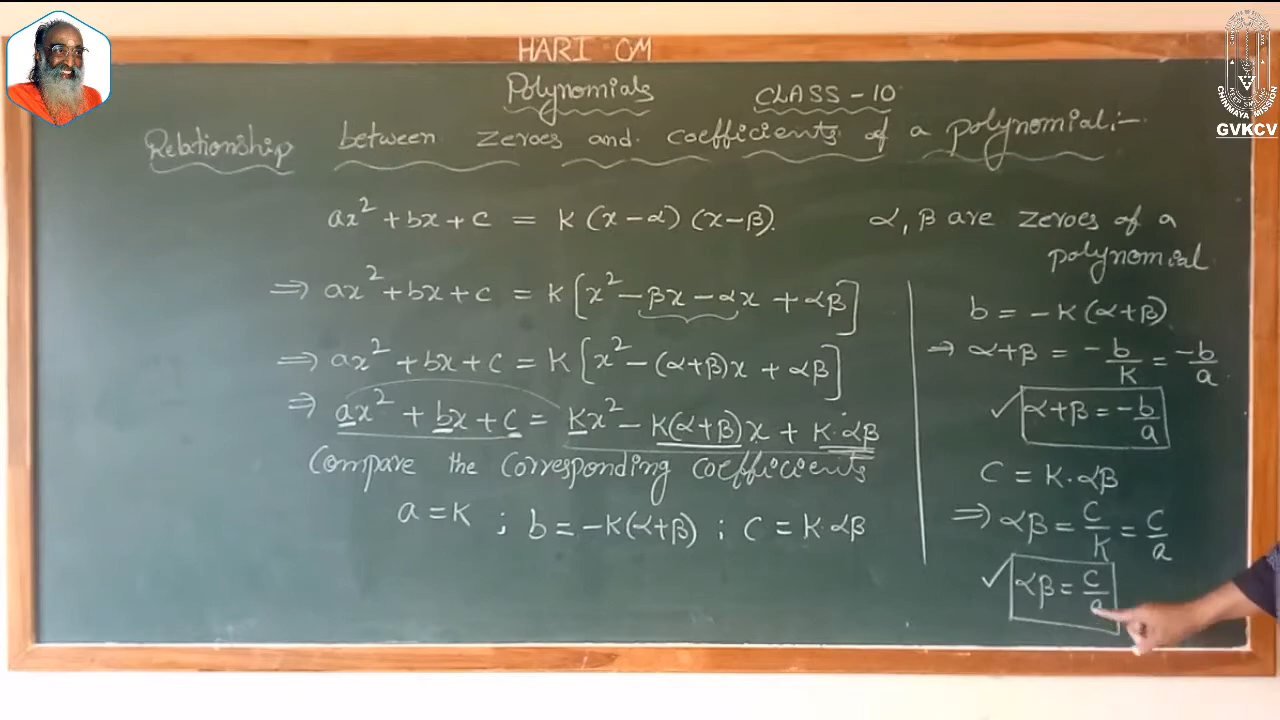 HARI OM
Polynomials CLASS - 10
Relationship between zeroes and coefficients of a polynomial:-
ax² + bx + c = K (x-α) (x-β).
⇒ ax² + bx + c = K [x² - βx - αx + αβ]
⇒ ax² + bx + c = K [x² - (α+β)x + αβ]
⇒ ax² + bx + c = Kx² - K(α+β)x + K·αβ
Compare the corresponding coefficients
a = K ; b = -K(α+β) ; C = K·αβ
α, β are zeroes of a
polynomial
b = -K(α+β)
⇒ α+β = -b/K = -b/a
✓ α+β = -b/a
C = K·αβ
⇒ αβ = C/K = C/a
✓ αβ = C/a
CHINMAYA MISSION
GVKCV